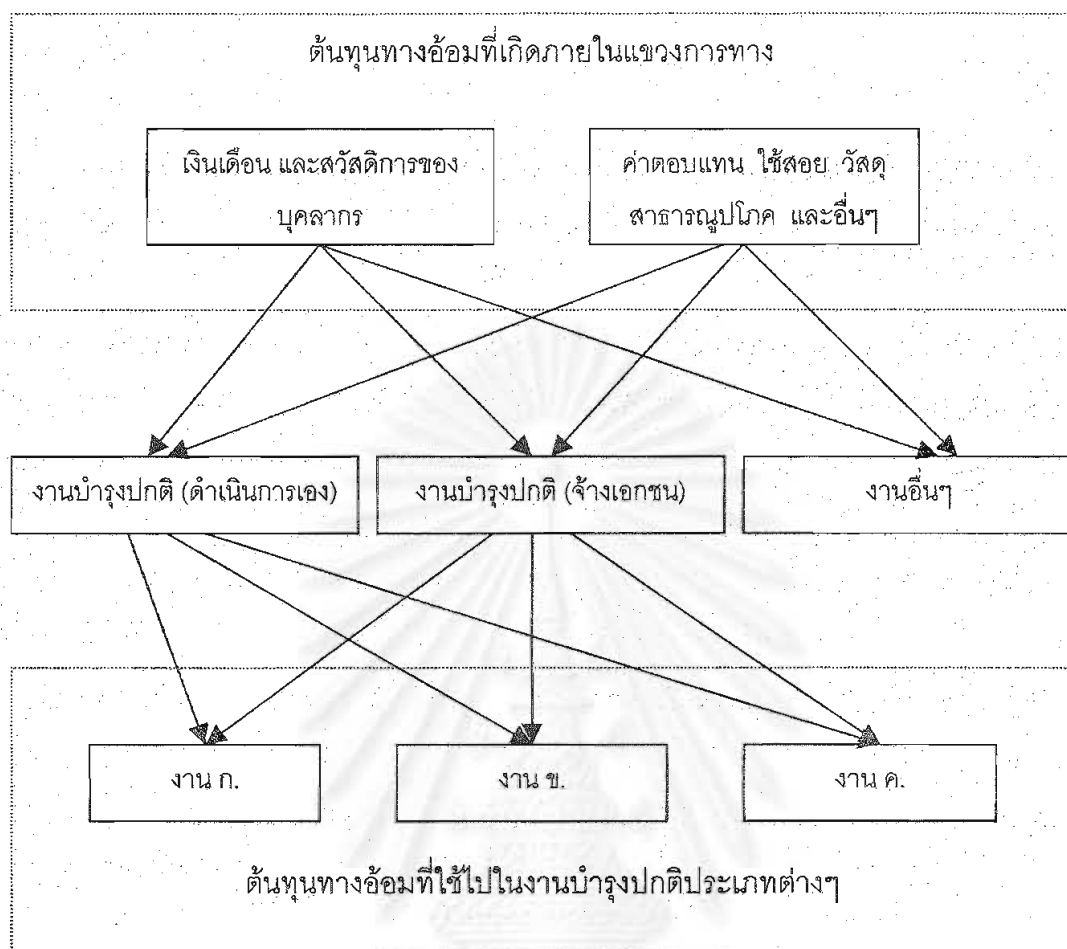 ต้นทุนทางอ้อมที่เกิดภายในแขวงการทาง
เงินเดือน และสวัสดิการของ
บุคลากร
ค่าตอบแทน ใช้สอย วัสดุ
สาธารณูปโภค และอื่นๆ
งานบำรุงปกติ (ดำเนินการเอง)
งานบำรุงปกติ (จ้างเอกชน)
งานอื่นๆ
งาน ก.
งาน ข.
งาน ค.
ต้นทุนทางอ้อมที่ใช้ไปในงานบำรุงปกติประเภทต่างๆ